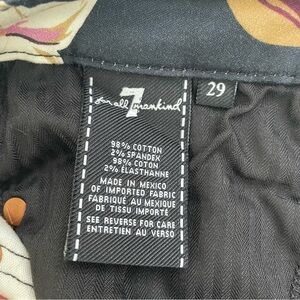 7
for all mankind
29
98% COTTON
2% SPANDEX
98% COTON
2% ÉLASTHANNE
MADE IN MEXICO
OF IMPORTED FABRIC
FABRIQUÉ AU MEXIQUE
DE TISSU IMPORTÉ
SEE REVERSE FOR CARE
ENTRETIEN AU VERSO